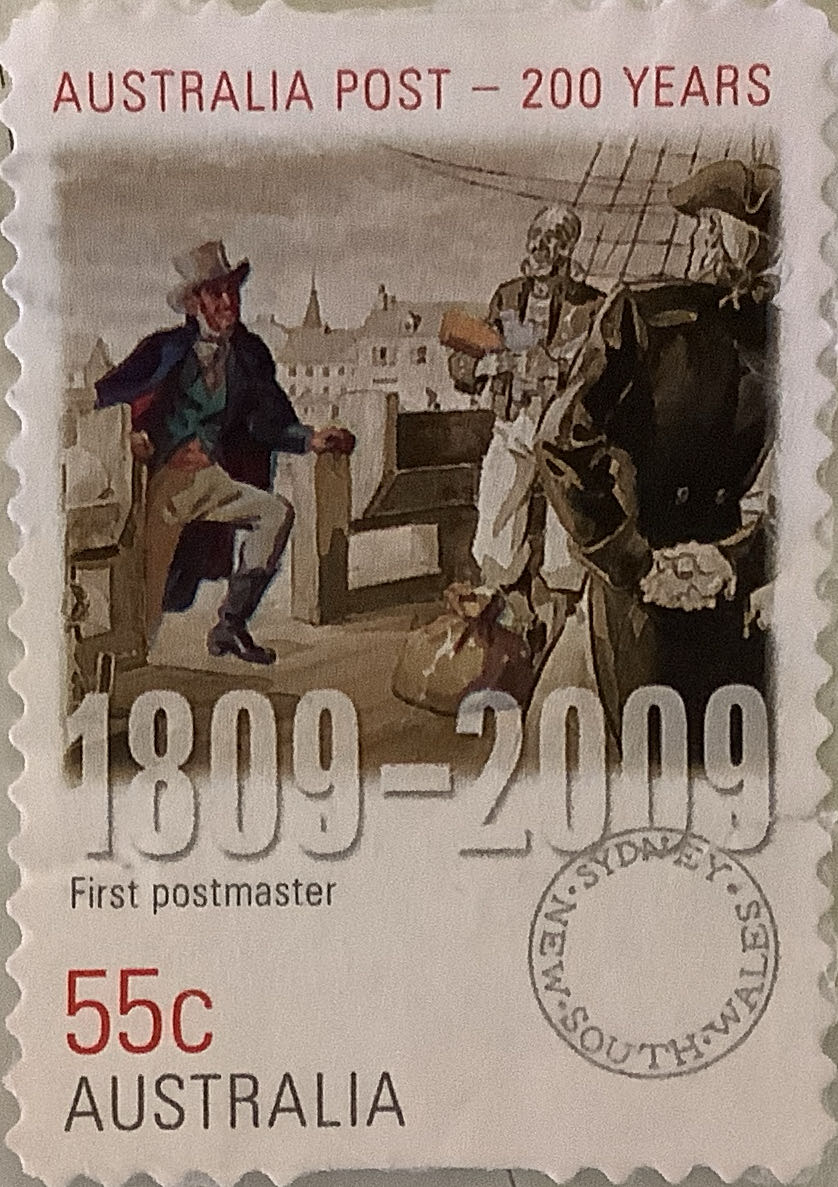 AUSTRALIA POST – 200 YEARS
1809–2009
First postmaster
55c
AUSTRALIA
SYDNEY · NEW · SOUTH · WALES ·